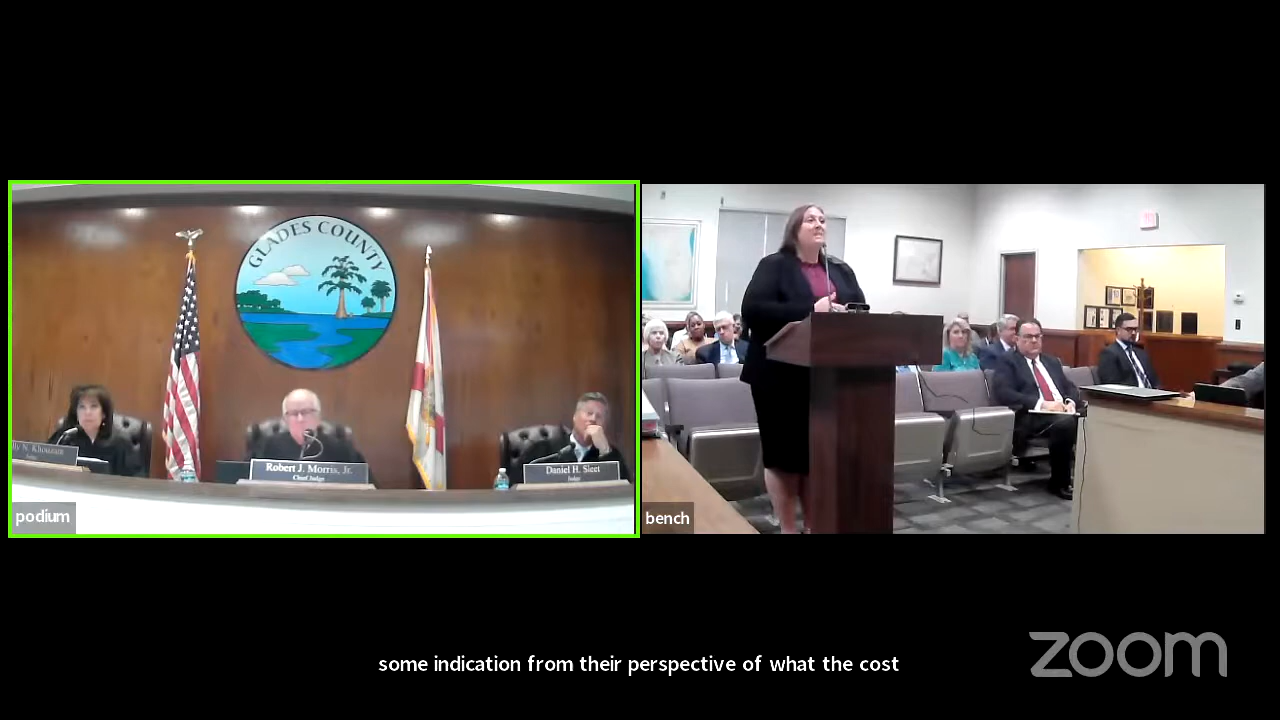 GLADES COUNTY
Robert J. Morris, Jr.
Chief Judge
Daniel H. Sleet
Judge
podium
bench
some indication from their perspective of what the cost
zoom